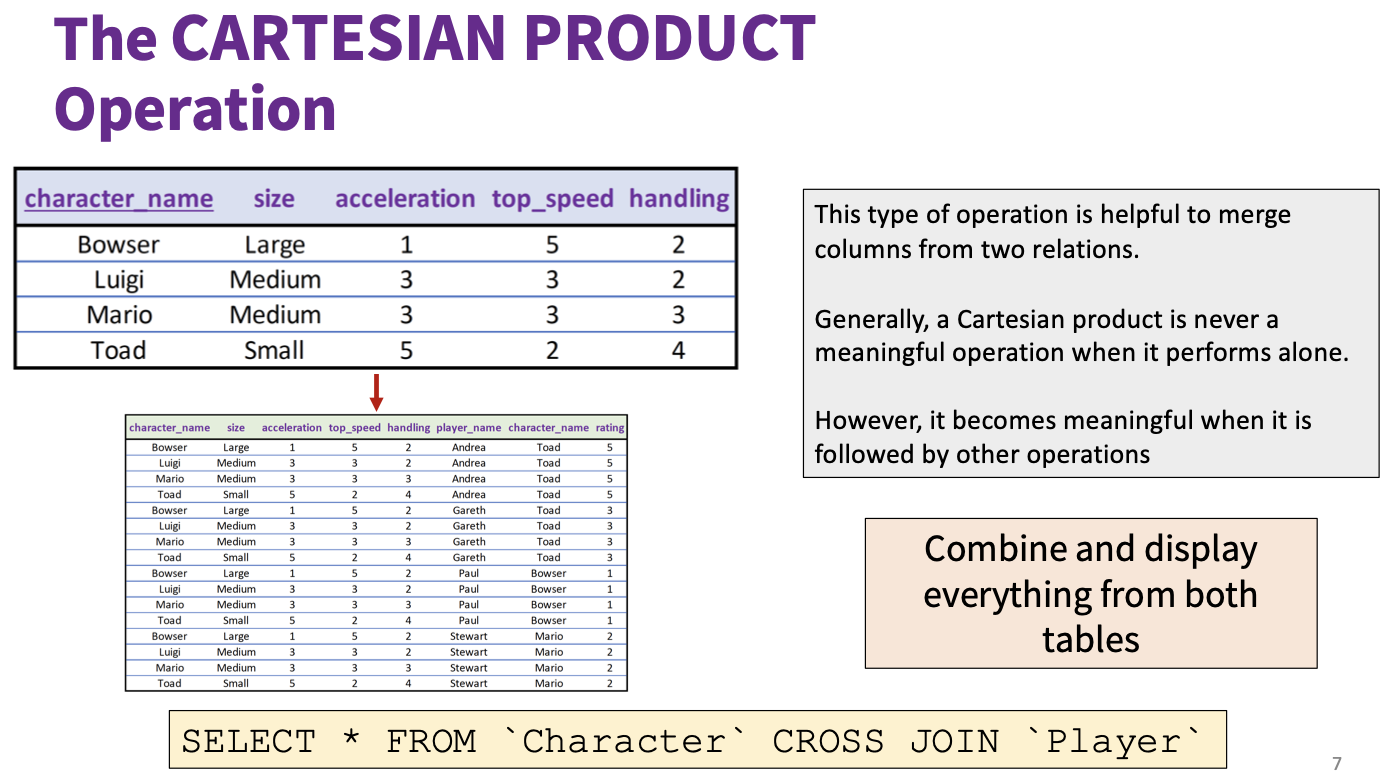 The CARTESIAN PRODUCT
Operation
character_name size acceleration top_speed handling
Bowser Large 1 5 2
Luigi Medium 3 3 2
Mario Medium 3 3 3
Toad Small 5 2 4
character_name size acceleration top_speed handling player_name character_name rating
Bowser Large 1 5 2 Andrea Toad 5
Luigi Medium 3 3 2 Andrea Toad 5
Mario Medium 3 3 3 Andrea Toad 5
Toad Small 5 2 4 Andrea Toad 5
Bowser Large 1 5 2 Gareth Toad 3
Luigi Medium 3 3 2 Gareth Toad 3
Mario Medium 3 3 3 Gareth Toad 3
Toad Small 5 2 4 Gareth Toad 3
Bowser Large 1 5 2 Paul Bowser 1
Luigi Medium 3 3 2 Paul Bowser 1
Mario Medium 3 3 3 Paul Bowser 1
Toad Small 5 2 4 Paul Bowser 1
Bowser Large 1 5 2 Stewart Mario 2
Luigi Medium 3 3 2 Stewart Mario 2
Mario Medium 3 3 3 Stewart Mario 2
Toad Small 5 2 4 Stewart Mario 2
This type of operation is helpful to merge
columns from two relations.
Generally, a Cartesian product is never a
meaningful operation when it performs alone.
However, it becomes meaningful when it is
followed by other operations
Combine and display
everything from both
tables
SELECT * FROM `Character` CROSS JOIN `Player`
7